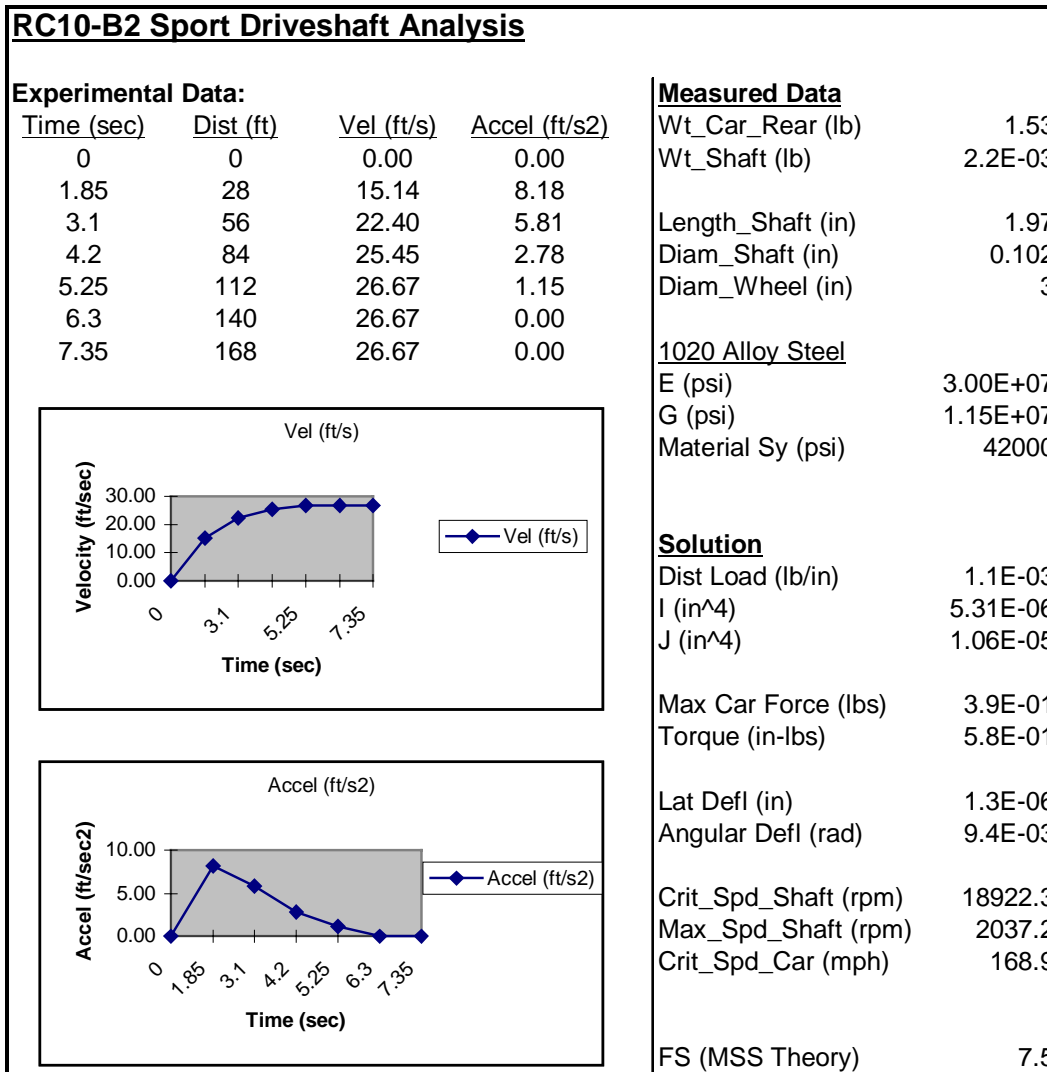 RC10-B2 Sport Driveshaft Analysis
Experimental Data:
Time (sec) Dist (ft) Vel (ft/s) Accel (ft/s2)
0 0 0.00 0.00
1.85 28 15.14 8.18
3.1 56 22.40 5.81
4.2 84 25.45 2.78
5.25 112 26.67 1.15
6.3 140 26.67 0.00
7.35 168 26.67 0.00
Vel (ft/s)
Velocity (ft/sec)
30.00
20.00
10.00
0.00
0 3.1 5.25 7.35
Time (sec)
Vel (ft/s)
Accel (ft/s2)
Accel (ft/sec2)
10.00
5.00
0.00
0 1.85 3.1 4.2 5.25 6.3 7.35
Time (sec)
Accel (ft/s2)
Measured Data
Wt_Car_Rear (lb) 1.53
Wt_Shaft (lb) 2.2E-03
Length_Shaft (in) 1.97
Diam_Shaft (in) 0.102
Diam_Wheel (in) 3
1020 Alloy Steel
E (psi) 3.00E+07
G (psi) 1.15E+07
Material Sy (psi) 42000
Solution
Dist Load (lb/in) 1.1E-03
I (in^4) 5.31E-06
J (in^4) 1.06E-05
Max Car Force (lbs) 3.9E-01
Torque (in-lbs) 5.8E-01
Lat Defl (in) 1.3E-06
Angular Defl (rad) 9.4E-03
Crit_Spd_Shaft (rpm) 18922.3
Max_Spd_Shaft (rpm) 2037.2
Crit_Spd_Car (mph) 168.9
FS (MSS Theory) 7.5